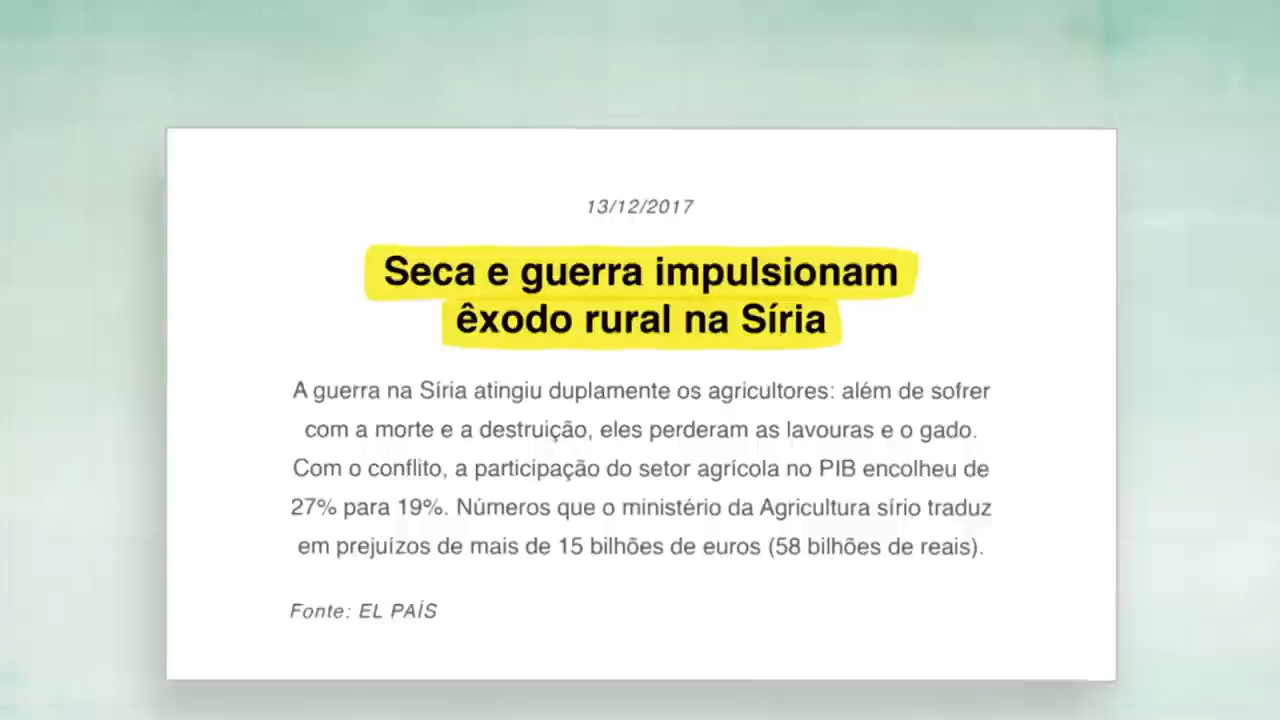 13/12/2017
Seca e guerra impulsionam
êxodo rural na Síria
A guerra na Síria atingiu duplamente os agricultores: além de sofrer
com a morte e a destruição, eles perderam as lavouras e o gado.
Com o conflito, a participação do setor agrícola no PIB encolheu de
27% para 19%. Números que o ministério da Agricultura sírio traduz
em prejuízos de mais de 15 bilhões de euros (58 bilhões de reais).
Fonte: EL PAÍS